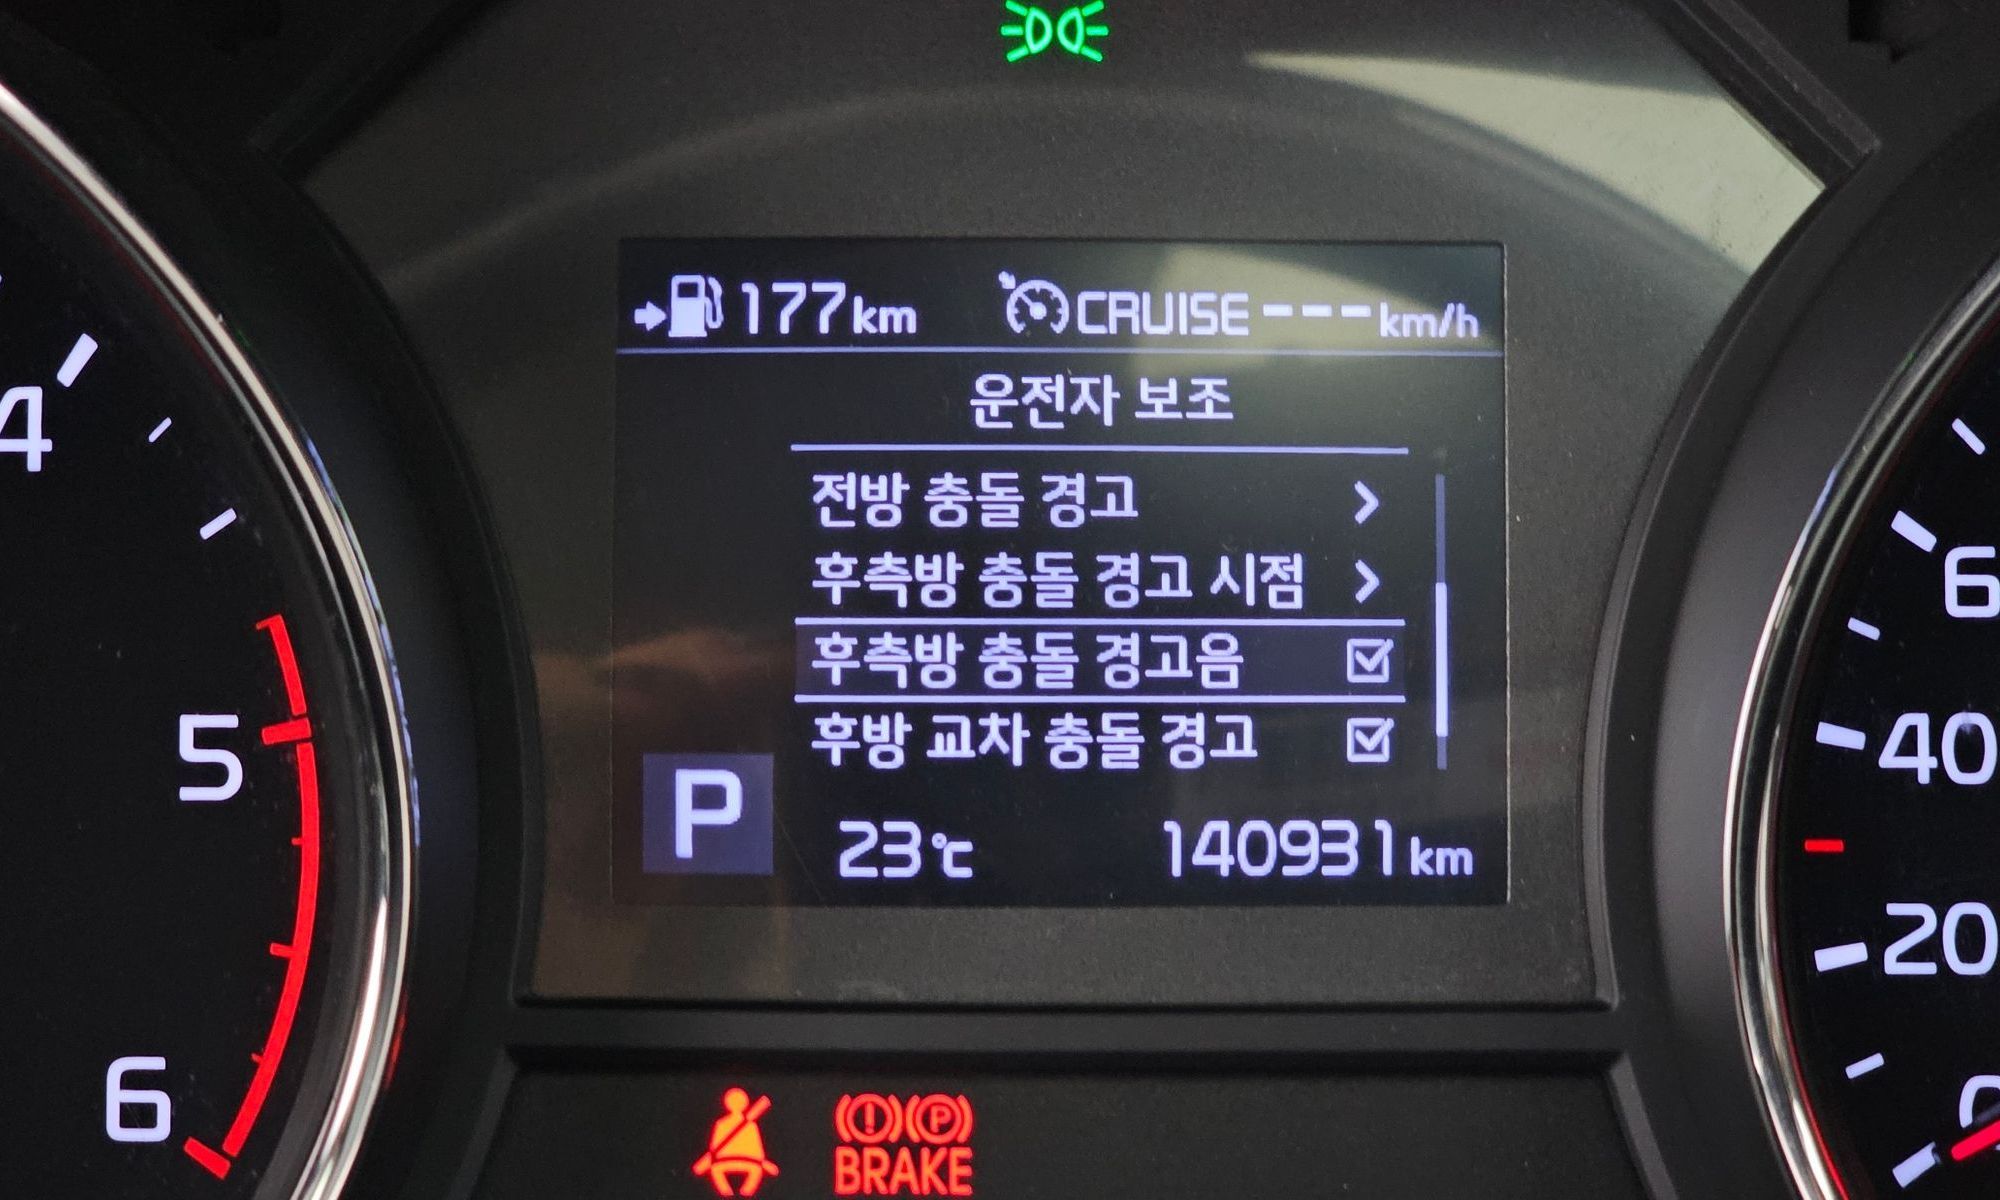 177km CRUISE ---km/h
운전자 보조
전방 충돌 경고
후측방 충돌 경고 시점
후측방 충돌 경고음
후방 교차 충돌 경고
P
23℃ 140931km
4
5
6
60
40
20
0
P
BRAKE